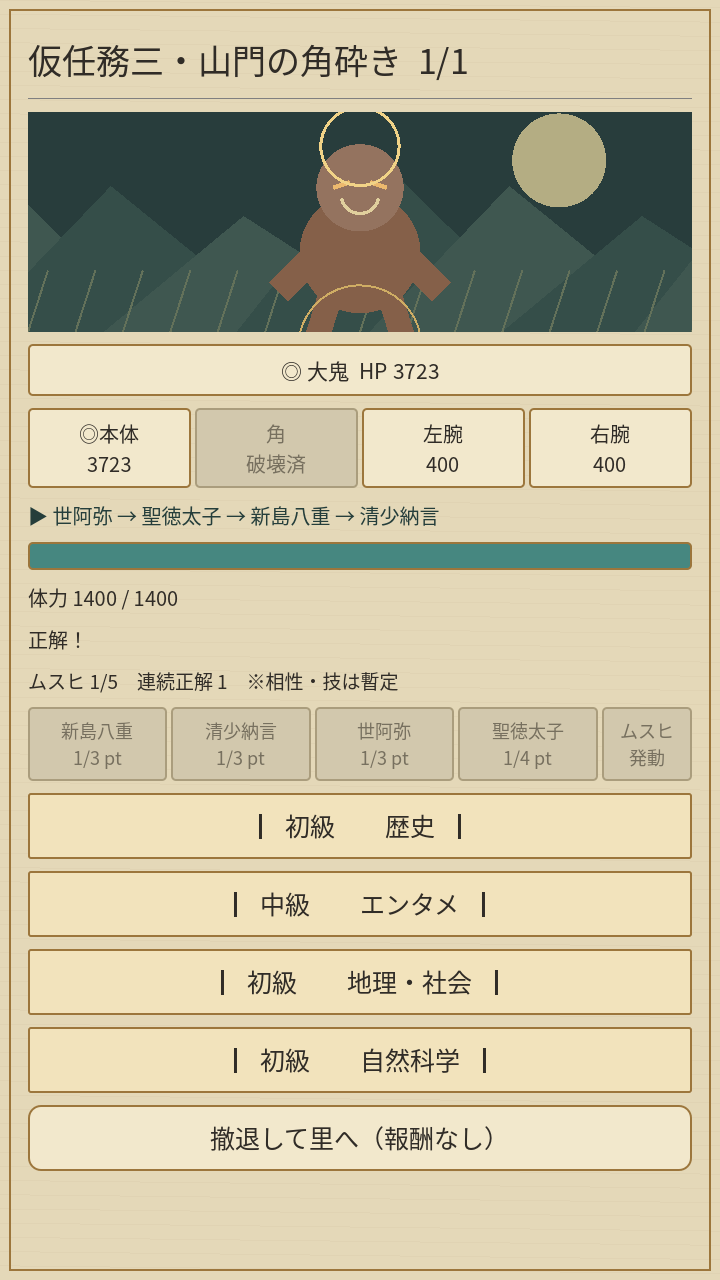 仮任務三・山門の角砕き 1/1
◎ 大鬼 HP 3723
◎本体
3723
角
破壊済
左腕
400
右腕
400
▶ 世阿弥 → 聖徳太子 → 新島八重 → 清少納言
体力 1400 / 1400
正解！
ムスヒ 1/5 連続正解 1 ※相性・技は暫定
新島八重
1/3 pt
清少納言
1/3 pt
世阿弥
1/3 pt
聖徳太子
1/4 pt
ムスヒ
発動
┃ 初級 歴史 ┃
┃ 中級 エンタメ ┃
┃ 初級 地理・社会 ┃
┃ 初級 自然科学 ┃
撤退して里へ（報酬なし）